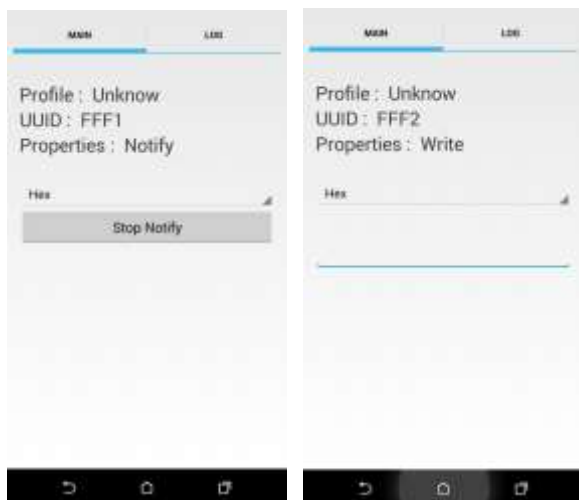 MAIN LOG
Profile : Unknow
UUID : FFF1
Properties : Notify
Hex
Stop Notify
MAIN LOG
Profile : Unknow
UUID : FFF2
Properties : Write
Hex